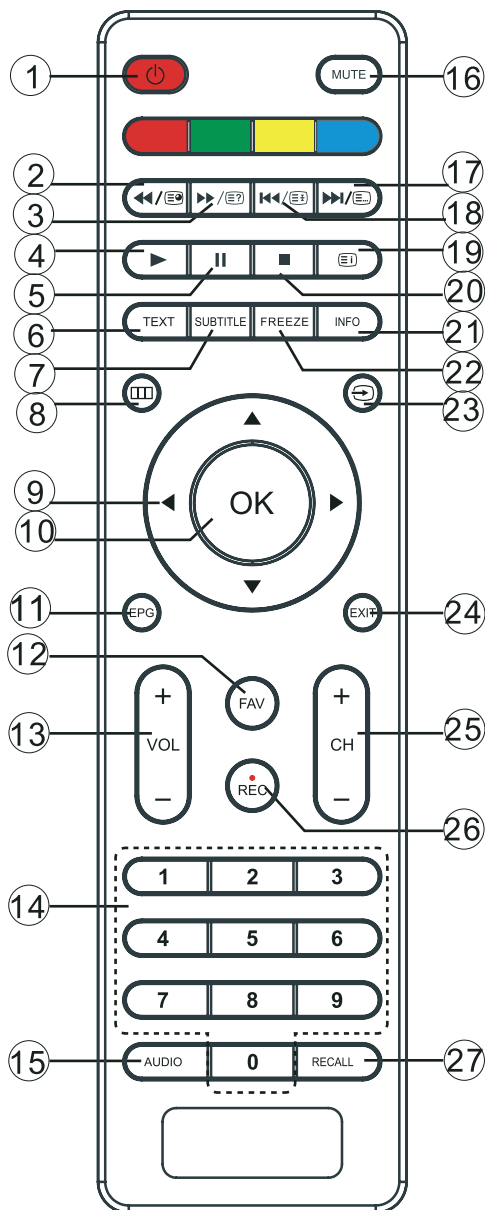 1
MUTE
16
2
3
17
18
4
5
19
20
6
TEXT
SUBTITLE
FREEZE
INFO
21
7
22
8
23
9
OK
10
11
EPG
EXIT
24
12
FAV
+
+
13
VOL
CH
25
−
−
REC
26
1
2
3
14
4
5
6
7
8
9
15
AUDIO
0
RECALL
27